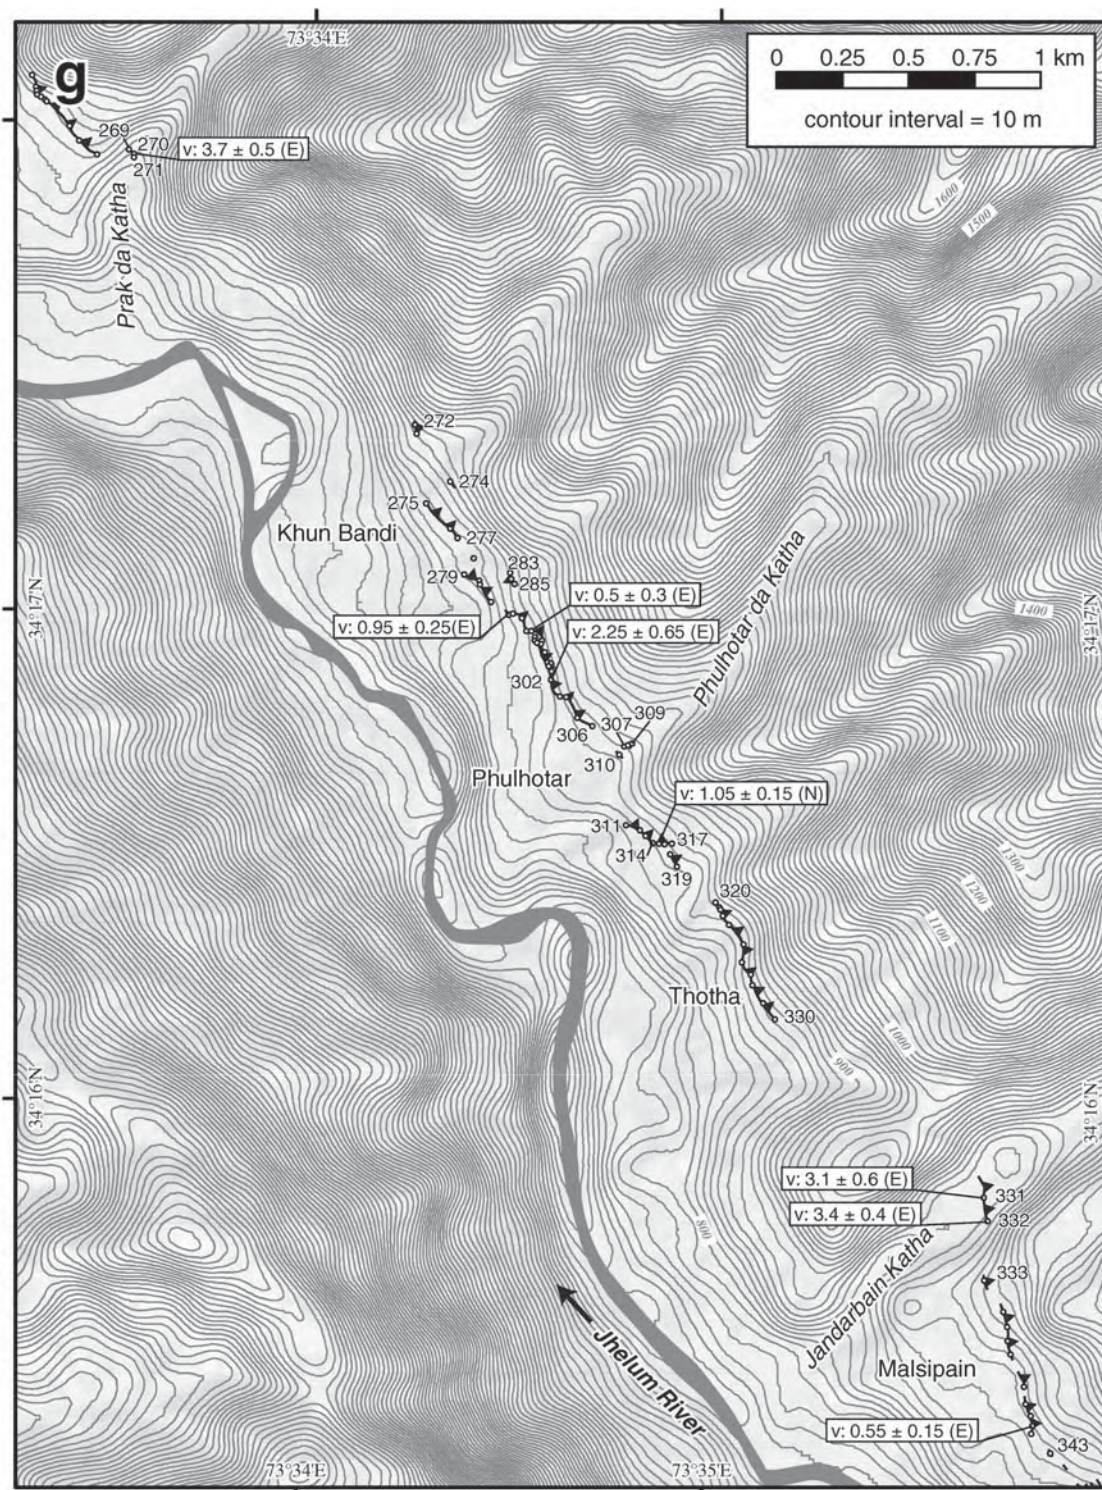 73°34'E
g
0 0.25 0.5 0.75 1 km
contour interval = 10 m
269
270
271
v: 3.7 ± 0.5 (E)
Prak da Katha
1600
1500
272
274
275
277
Khun Bandi
279
283
285
v: 0.5 ± 0.3 (E)
v: 0.95 ± 0.25(E)
v: 2.25 ± 0.65 (E)
34°17'N
34°17'N
1400
Phulhotar da Katha
302
306
307
309
310
Phulhotar
v: 1.05 ± 0.15 (N)
311
314
317
319
320
1300
1200
1100
Thotha
330
1000
900
34°16'N
34°16'N
v: 3.1 ± 0.6 (E)
331
v: 3.4 ± 0.4 (E)
332
800
333
Jandarbain Katha
Jhelum River
Malsipain
v: 0.55 ± 0.15 (E)
343
73°34'E
73°35'E